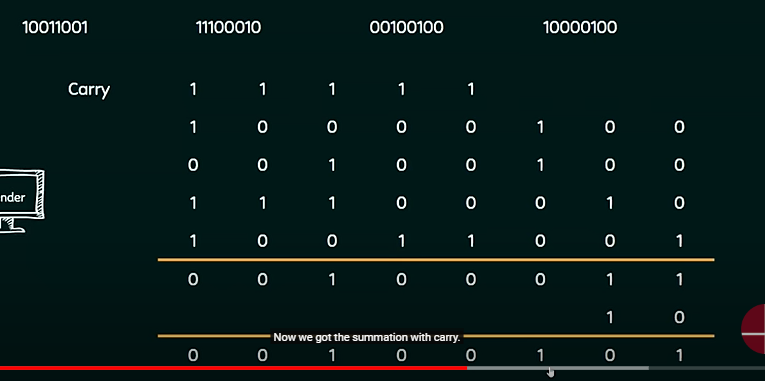 10011001 11100010 00100100 10000100
Carry 1 1 1 1 1
1 0 0 0 0 1 0 0
0 0 1 0 0 1 0 0
nder
1 1 1 0 0 0 1 0
1 0 0 1 1 0 0 1
0 0 1 0 0 0 1 1
1 0
Now we got the summation with carry.
0 0 1 0 0 1 0 1